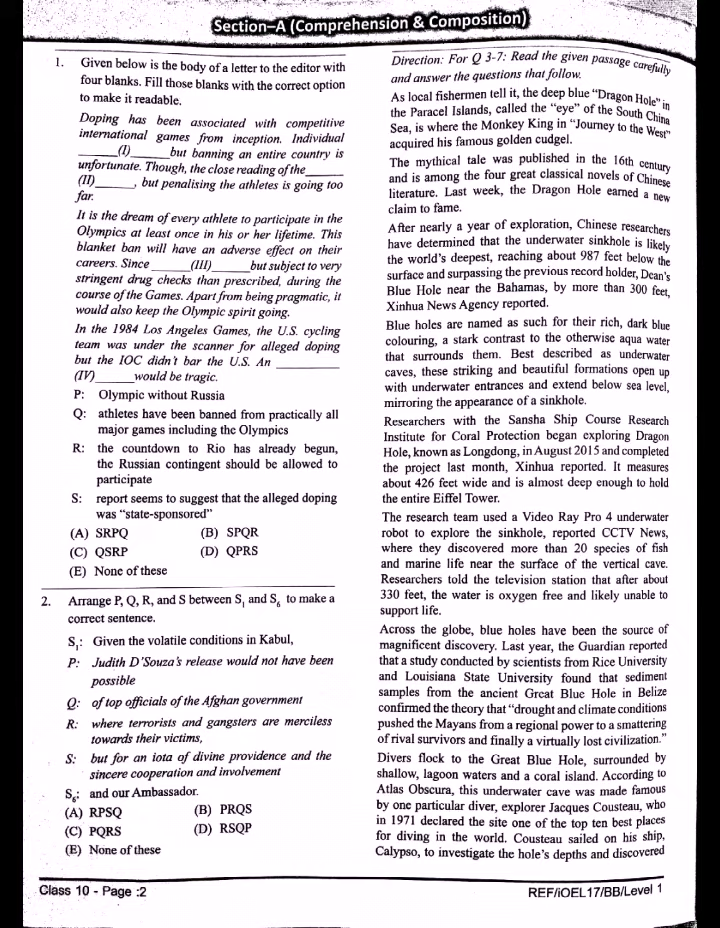 Section–A (Comprehension & Composition)
1. Given below is the body of a letter to the editor with
four blanks. Fill those blanks with the correct option
to make it readable.
Doping has been associated with competitive
international games from inception. Individual
______(I)______but banning an entire country is
unfortunate. Though, the close reading of the______
(II)______, but penalising the athletes is going too
far.
It is the dream of every athlete to participate in the
Olympics at least once in his or her lifetime. This
blanket ban will have an adverse effect on their
careers. Since ______(III)______but subject to very
stringent drug checks than prescribed, during the
course of the Games. Apart from being pragmatic, it
would also keep the Olympic spirit going.
In the 1984 Los Angeles Games, the U.S. cycling
team was under the scanner for alleged doping
but the IOC didn't bar the U.S. An ________
(IV)______would be tragic.
P: Olympic without Russia
Q: athletes have been banned from practically all
major games including the Olympics
R: the countdown to Rio has already begun,
the Russian contingent should be allowed to
participate
S: report seems to suggest that the alleged doping
was “state-sponsored”
(A) SRPQ (B) SPQR
(C) QSRP (D) QPRS
(E) None of these
2. Arrange P, Q, R, and S between S1 and S6 to make a
correct sentence.
S1: Given the volatile conditions in Kabul,
P: Judith D'Souza's release would not have been
possible
Q: of top officials of the Afghan government
R: where terrorists and gangsters are merciless
towards their victims,
S: but for an iota of divine providence and the
sincere cooperation and involvement
S6: and our Ambassador.
(A) RPSQ (B) PRQS
(C) PQRS (D) RSQP
(E) None of these
Direction: For Q 3-7: Read the given passage carefully
and answer the questions that follow.
As local fishermen tell it, the deep blue “Dragon Hole” in
the Paracel Islands, called the “eye” of the South China
Sea, is where the Monkey King in “Journey to the West”
acquired his famous golden cudgel.
The mythical tale was published in the 16th century
and is among the four great classical novels of Chinese
literature. Last week, the Dragon Hole earned a new
claim to fame.
After nearly a year of exploration, Chinese researchers
have determined that the underwater sinkhole is likely
the world's deepest, reaching about 987 feet below the
surface and surpassing the previous record holder, Dean's
Blue Hole near the Bahamas, by more than 300 feet,
Xinhua News Agency reported.
Blue holes are named as such for their rich, dark blue
colouring, a stark contrast to the otherwise aqua water
that surrounds them. Best described as underwater
caves, these striking and beautiful formations open up
with underwater entrances and extend below sea level,
mirroring the appearance of a sinkhole.
Researchers with the Sansha Ship Course Research
Institute for Coral Protection began exploring Dragon
Hole, known as Longdong, in August 2015 and completed
the project last month, Xinhua reported. It measures
about 426 feet wide and is almost deep enough to hold
the entire Eiffel Tower.
The research team used a Video Ray Pro 4 underwater
robot to explore the sinkhole, reported CCTV News,
where they discovered more than 20 species of fish
and marine life near the surface of the vertical cave.
Researchers told the television station that after about
330 feet, the water is oxygen free and likely unable to
support life.
Across the globe, blue holes have been the source of
magnificent discovery. Last year, the Guardian reported
that a study conducted by scientists from Rice University
and Louisiana State University found that sediment
samples from the ancient Great Blue Hole in Belize
confirmed the theory that “drought and climate conditions
pushed the Mayans from a regional power to a smattering
of rival survivors and finally a virtually lost civilization.”
Divers flock to the Great Blue Hole, surrounded by
shallow, lagoon waters and a coral island. According to
Atlas Obscura, this underwater cave was made famous
by one particular diver, explorer Jacques Cousteau, who
in 1971 declared the site one of the top ten best places
for diving in the world. Cousteau sailed on his ship,
Calypso, to investigate the hole's depths and discovered
Class 10 - Page :2
REF/iOEL17/BB/Level 1